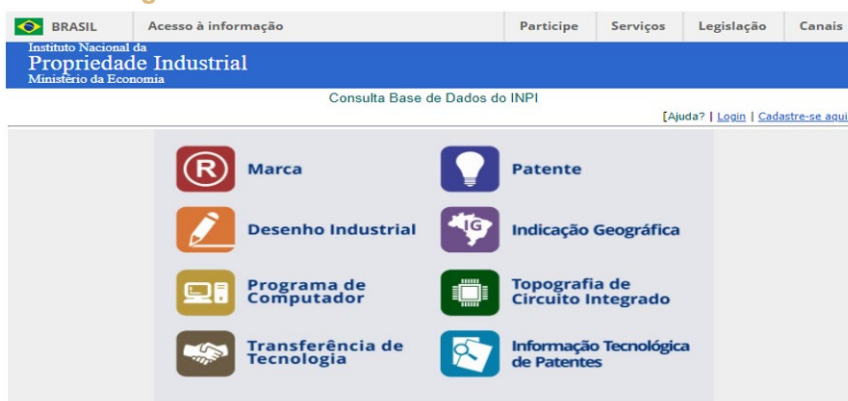 BRASIL Acesso à informação Participe Serviços Legislação Canais
Instituto Nacional da
Propriedade Industrial
Ministério da Economia
Consulta Base de Dados do INPI
[Ajuda? | Login | Cadastre-se aqui
R Marca
Patente
Desenho Industrial
IG Indicação Geográfica
Programa de
Computador
Topografia de
Circuito Integrado
Transferência de
Tecnologia
Informação Tecnológica
de Patentes